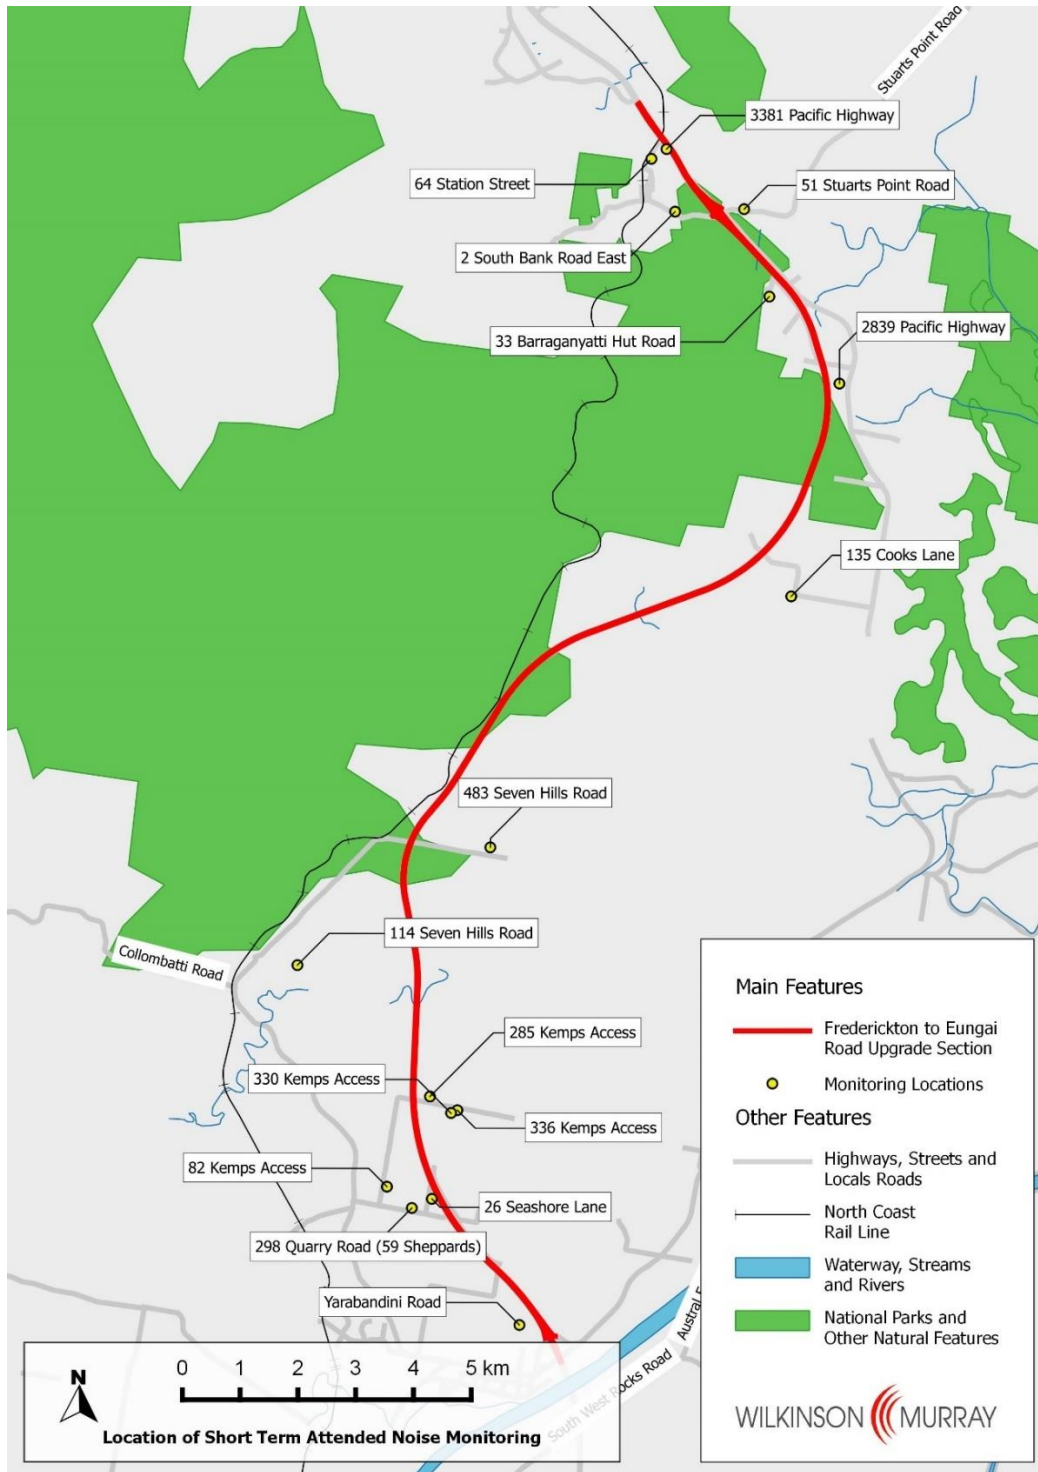 Stuarts Point Road
3381 Pacific Highway
64 Station Street
51 Stuarts Point Road
2 South Bank Road East
33 Barraganyatti Hut Road
2839 Pacific Highway
135 Cooks Lane
483 Seven Hills Road
114 Seven Hills Road
Collombatti Road
285 Kemps Access
330 Kemps Access
336 Kemps Access
82 Kemps Access
26 Seashore Lane
298 Quarry Road (59 Sheppards)
Yarabandini Road
Austral
South West Rocks Road
N
0 1 2 3 4 5 km
Location of Short Term Attended Noise Monitoring
Main Features
Frederickton to Eungai
Road Upgrade Section
Monitoring Locations
Other Features
Highways, Streets and
Locals Roads
North Coast
Rail Line
Waterway, Streams
and Rivers
National Parks and
Other Natural Features
WILKINSON MURRAY